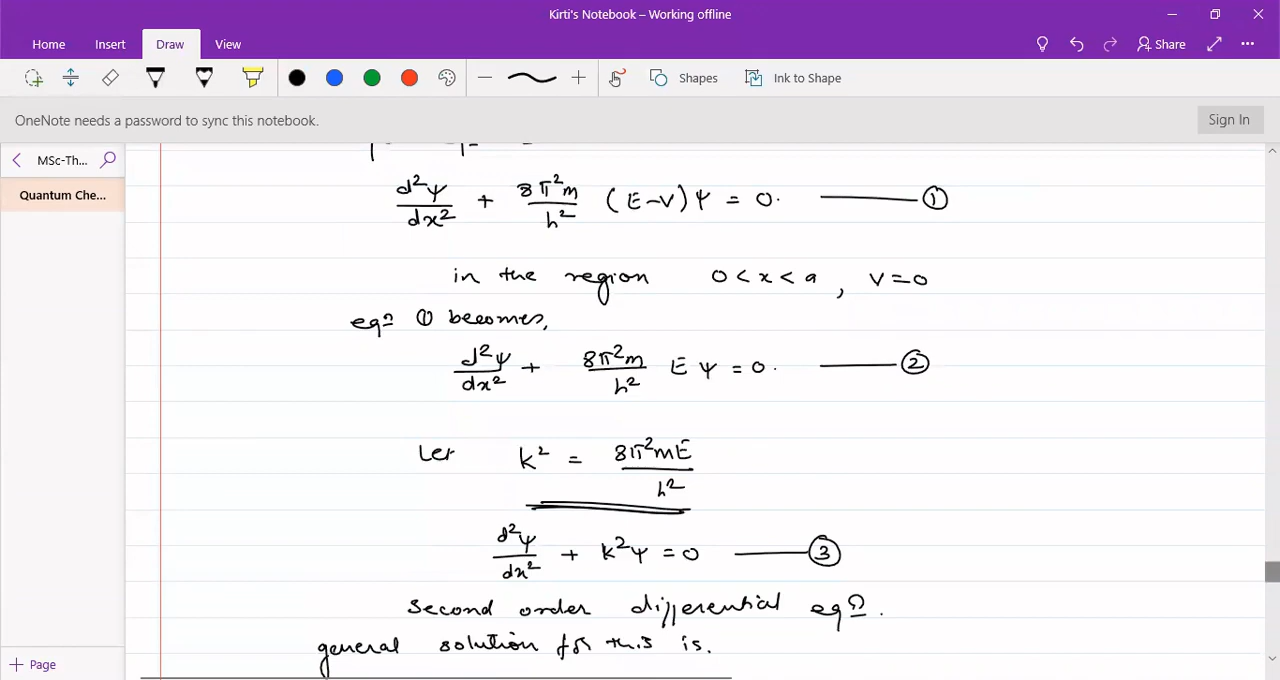 Kirti's Notebook – Working offline
Home Insert Draw View Share
Shapes Ink to Shape
OneNote needs a password to sync this notebook. Sign In
MSc-Th...
Quantum Che...
d²ψ/dx² + 8π²m/h² (E-V)ψ = 0. ——— ①
in the region 0 < x < a, V=0
eqn ① becomes,
d²ψ/dx² + 8π²m/h² E ψ = 0. ——— ②
Let k² = 8π²mE/h²
d²ψ/dx² + k²ψ = 0 ——— ③
Second order differential eqn.
general solution for this is.
+ Page